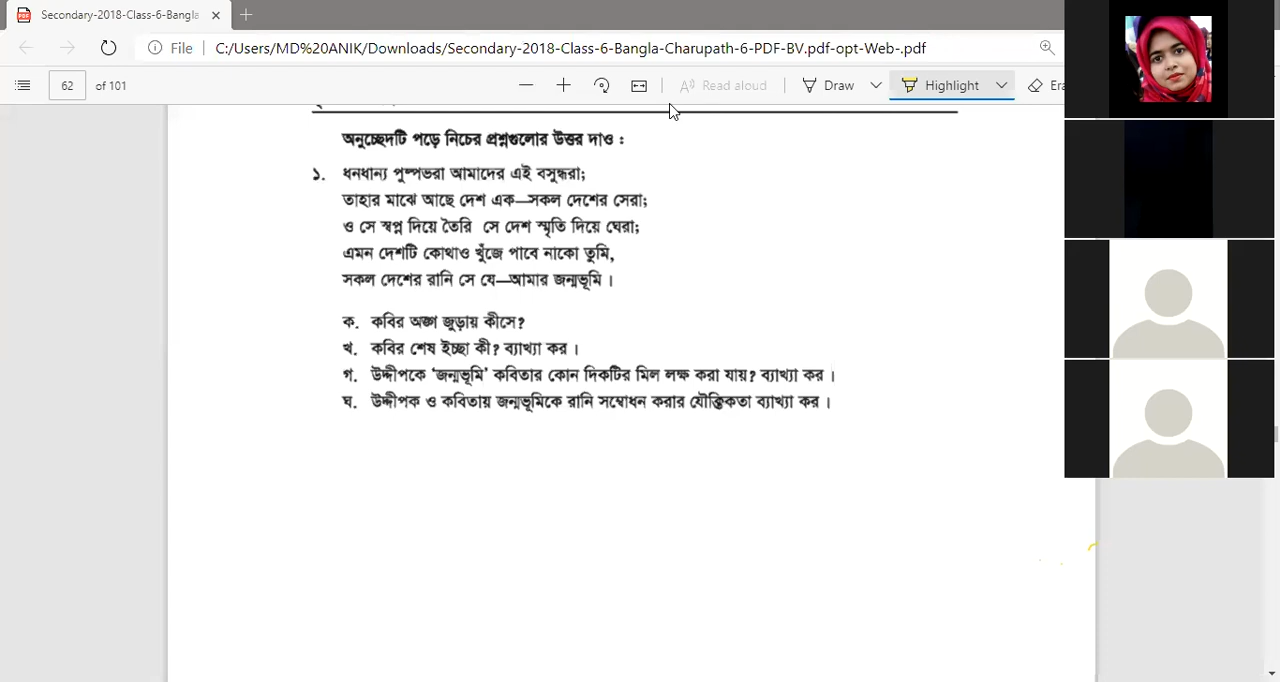 Secondary-2018-Class-6-Bangla
File
C:/Users/MD%20ANIK/Downloads/Secondary-2018-Class-6-Bangla-Charupath-6-PDF-BV.pdf-opt-Web-.pdf
62 of 101
Read aloud
Draw
Highlight
Era
অনুচ্ছেদটি পড়ে নিচের প্রশ্নগুলোর উত্তর দাও :
১. ধনধান্য পুষ্পভরা আমাদের এই বসুন্ধরা;
তাহার মাঝে আছে দেশ এক—সকল দেশের সেরা;
ও সে স্বপ্ন দিয়ে তৈরি সে দেশ স্মৃতি দিয়ে ঘেরা;
এমন দেশটি কোথাও খুঁজে পাবে নাকো তুমি,
সকল দেশের রানি সে যে—আমার জন্মভূমি।
ক. কবির অঙ্গ জুড়ায় কীসে?
খ. কবির শেষ ইচ্ছা কী? ব্যাখ্যা কর।
গ. উদ্দীপকে ‘জন্মভূমি’ কবিতার কোন দিকটির মিল লক্ষ করা যায়? ব্যাখ্যা কর।
ঘ. উদ্দীপক ও কবিতায় জন্মভূমিকে রানি সম্বোধন করার যৌক্তিকতা ব্যাখ্যা কর।